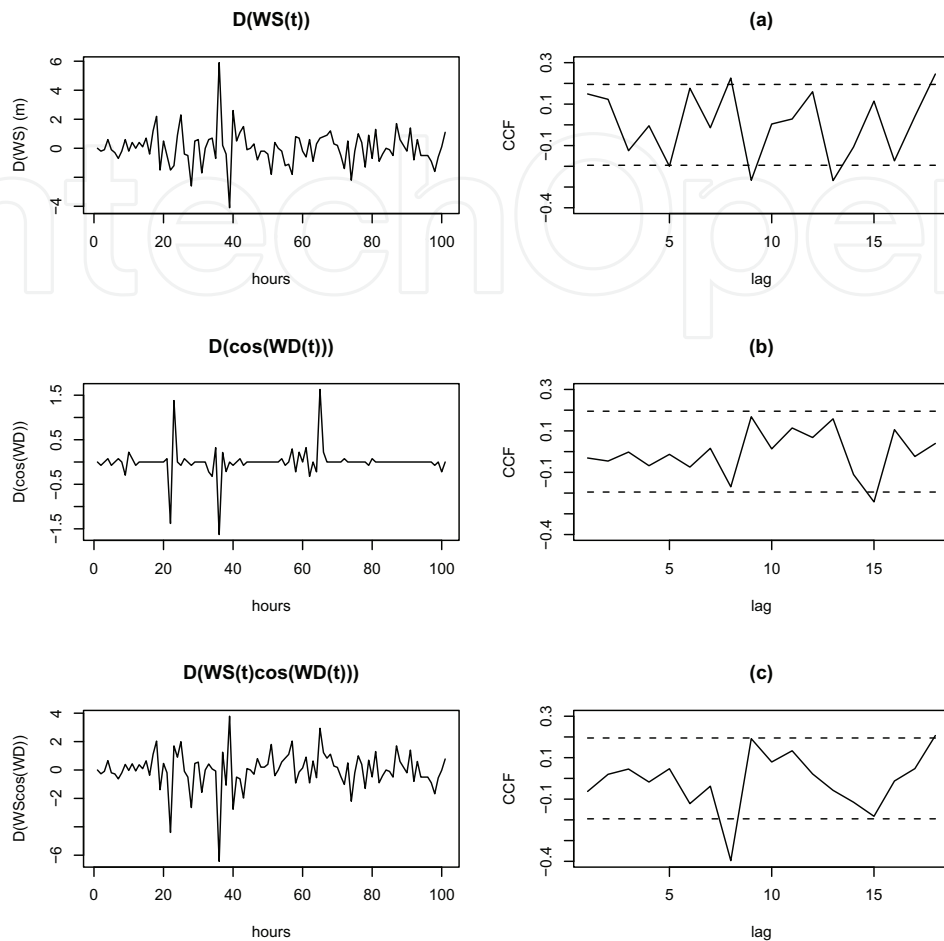 D(WS(t))
(a)
D(WS) (m)
6
4
2
0
−4
0 20 40 60 80 100
hours
CCF
0.3
0.1
−0.1
−0.4
5 10 15
lag
D(cos(WD(t)))
(b)
D(cos(WD))
1.5
0.5
−0.5
−1.5
0 20 40 60 80 100
hours
CCF
0.3
0.1
−0.1
−0.4
5 10 15
lag
D(WS(t)cos(WD(t)))
(c)
D(WScos(WD))
4
2
0
−2
−6
0 20 40 60 80 100
hours
CCF
0.3
0.1
−0.1
−0.4
5 10 15
lag
ntechOpe